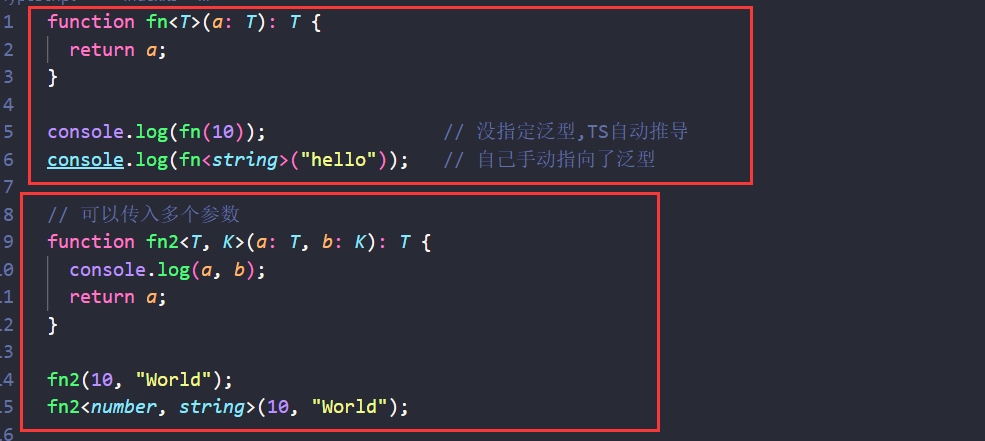 1 function fn<T>(a: T): T {
2 return a;
3 }
4
5 console.log(fn(10)); // 没指定泛型,TS自动推导
6 console.log(fn<string>("hello")); // 自己手动指向了泛型
7
8 // 可以传入多个参数
9 function fn2<T, K>(a: T, b: K): T {
10 console.log(a, b);
11 return a;
12 }
13
14 fn2(10, "World");
15 fn2<number, string>(10, "World");
16